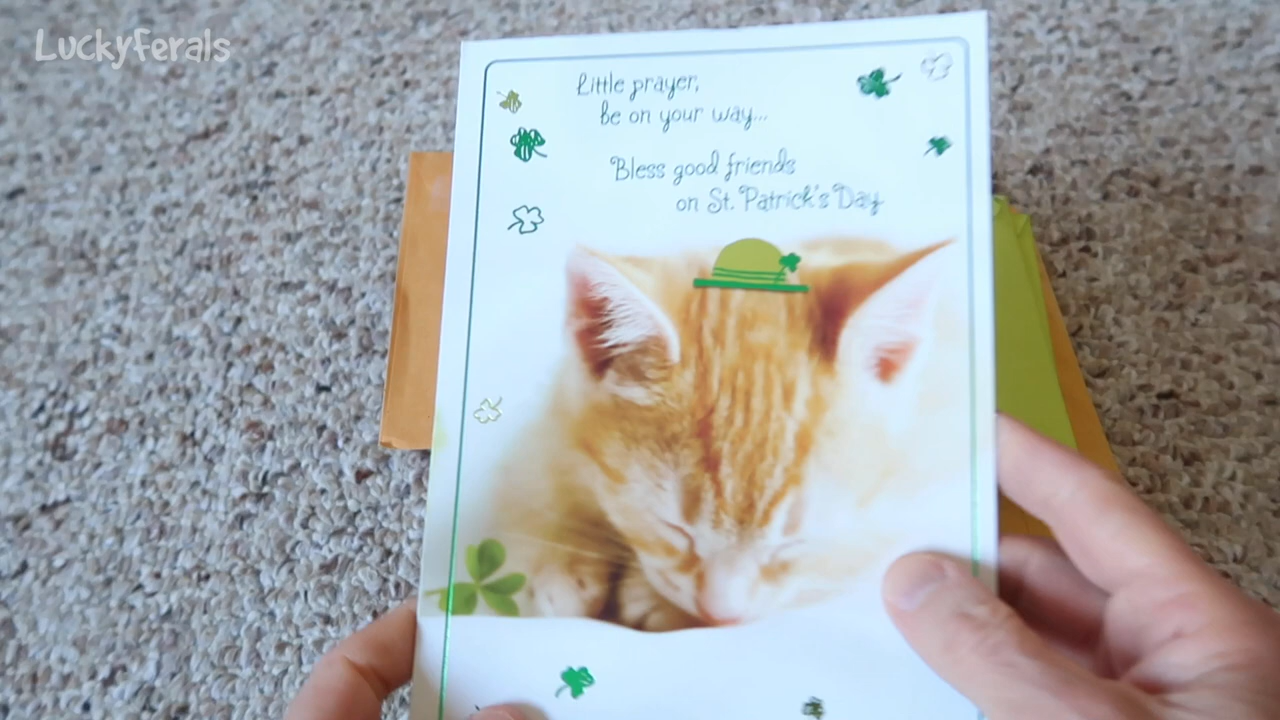 LuckyFerals
Little prayer,
be on your way...
Bless good friends
on St. Patrick's Day